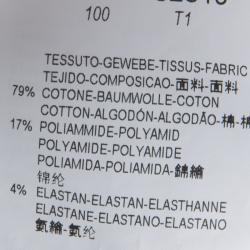 100 T1
TESSUTO-GEWEBE-TISSUS-FABRIC
TEJIDO-COMPOSICAO-面料-面料
79% COTONE-BAUMWOLLE-COTON
COTTON-ALGODÓN-ALGODÃO-棉-
17% POLIAMMIDE-POLYAMID
POLYAMIDE-POLYAMIDE
POLIAMIDA-POLIAMIDA-錦綸
锦纶
4% ELASTAN-ELASTAN-ELASTHANNE
ELASTANE-ELASTANO-ELASTANO
氨綸-氨纶